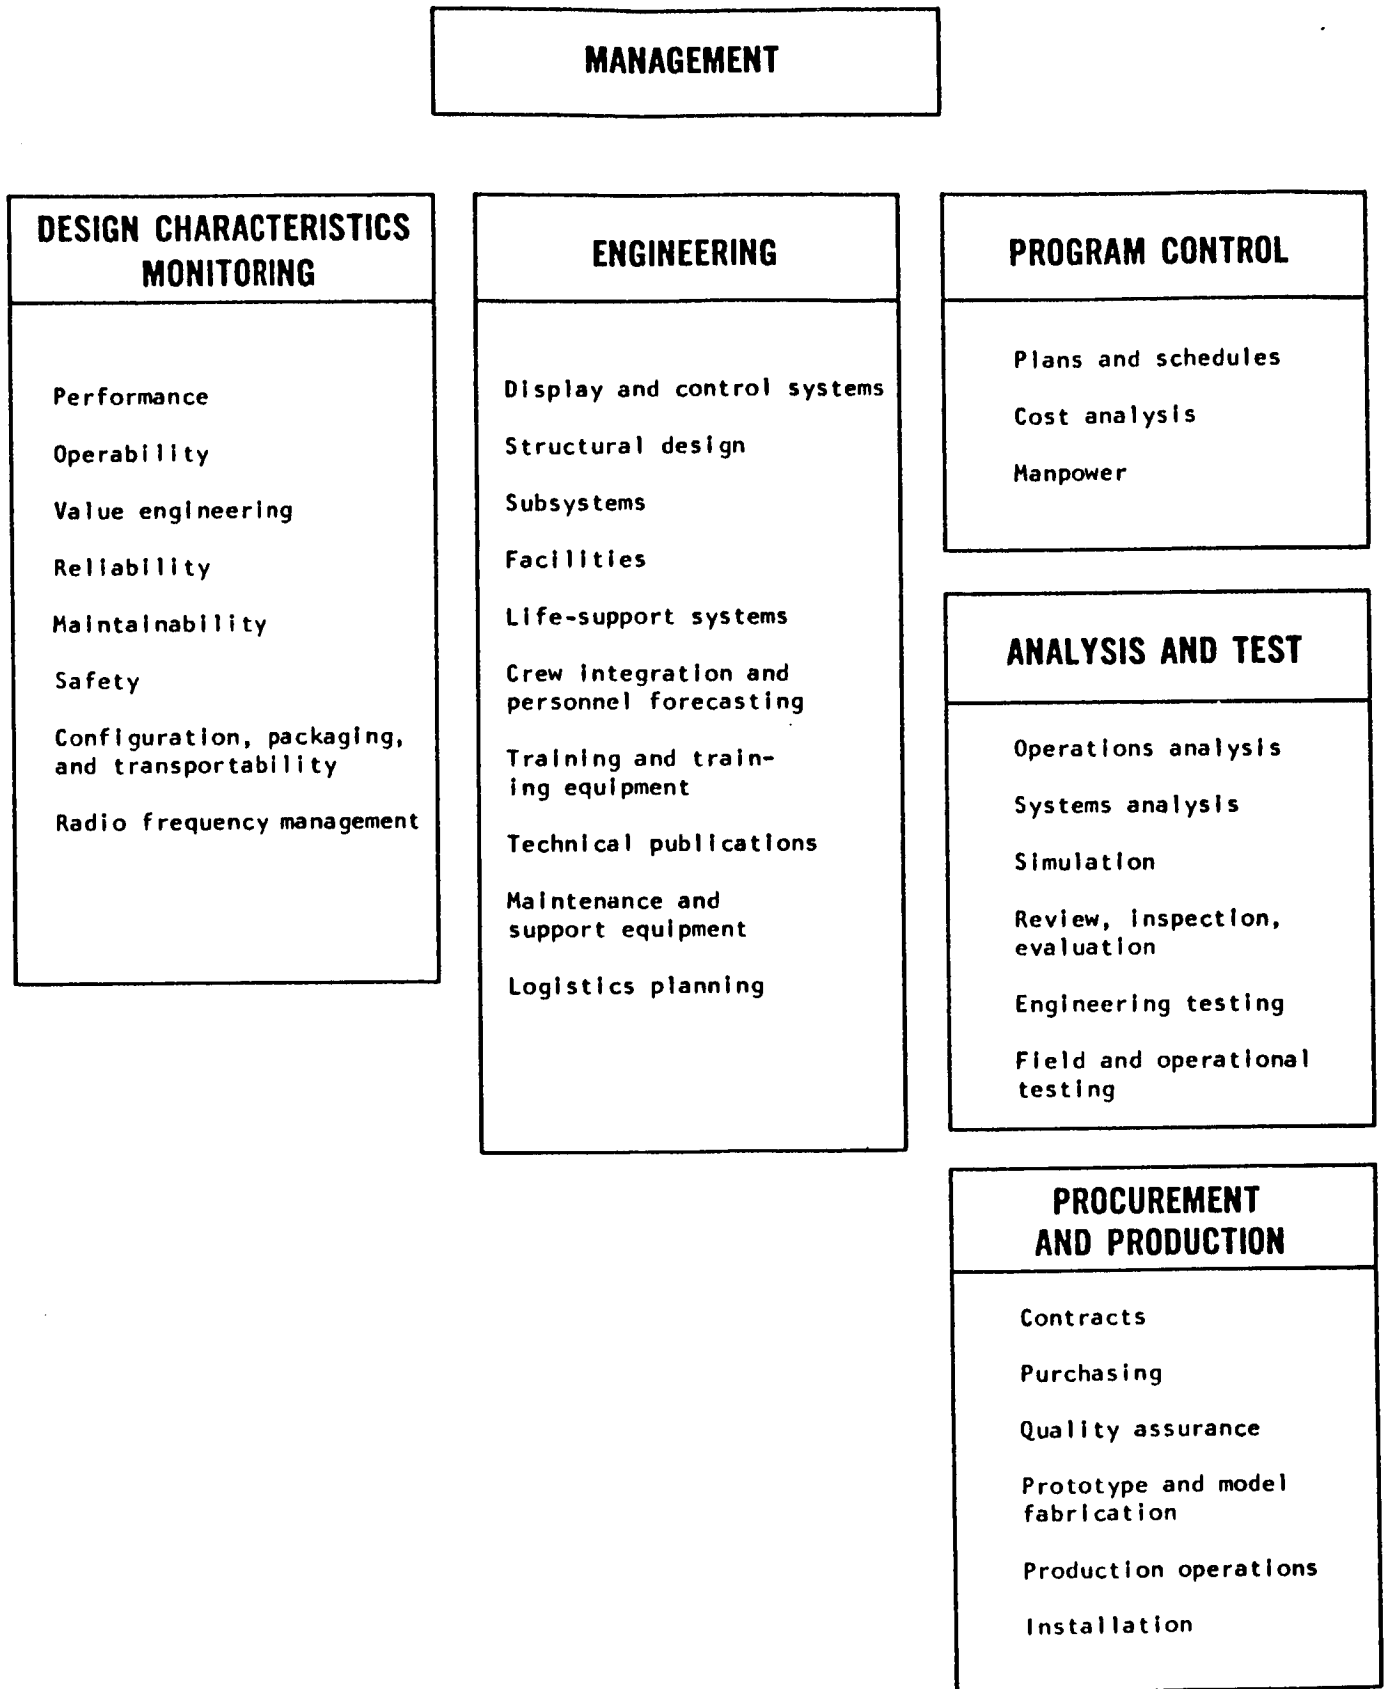 MANAGEMENT
DESIGN CHARACTERISTICS
MONITORING
Performance
Operability
Value engineering
Reliability
Maintainability
Safety
Configuration, packaging,
and transportability
Radio frequency management
ENGINEERING
Display and control systems
Structural design
Subsystems
Facilities
Life-support systems
Crew integration and
personnel forecasting
Training and train-
ing equipment
Technical publications
Maintenance and
support equipment
Logistics planning
PROGRAM CONTROL
Plans and schedules
Cost analysis
Manpower
ANALYSIS AND TEST
Operations analysis
Systems analysis
Simulation
Review, inspection,
evaluation
Engineering testing
Field and operational
testing
PROCUREMENT
AND PRODUCTION
Contracts
Purchasing
Quality assurance
Prototype and model
fabrication
Production operations
Installation